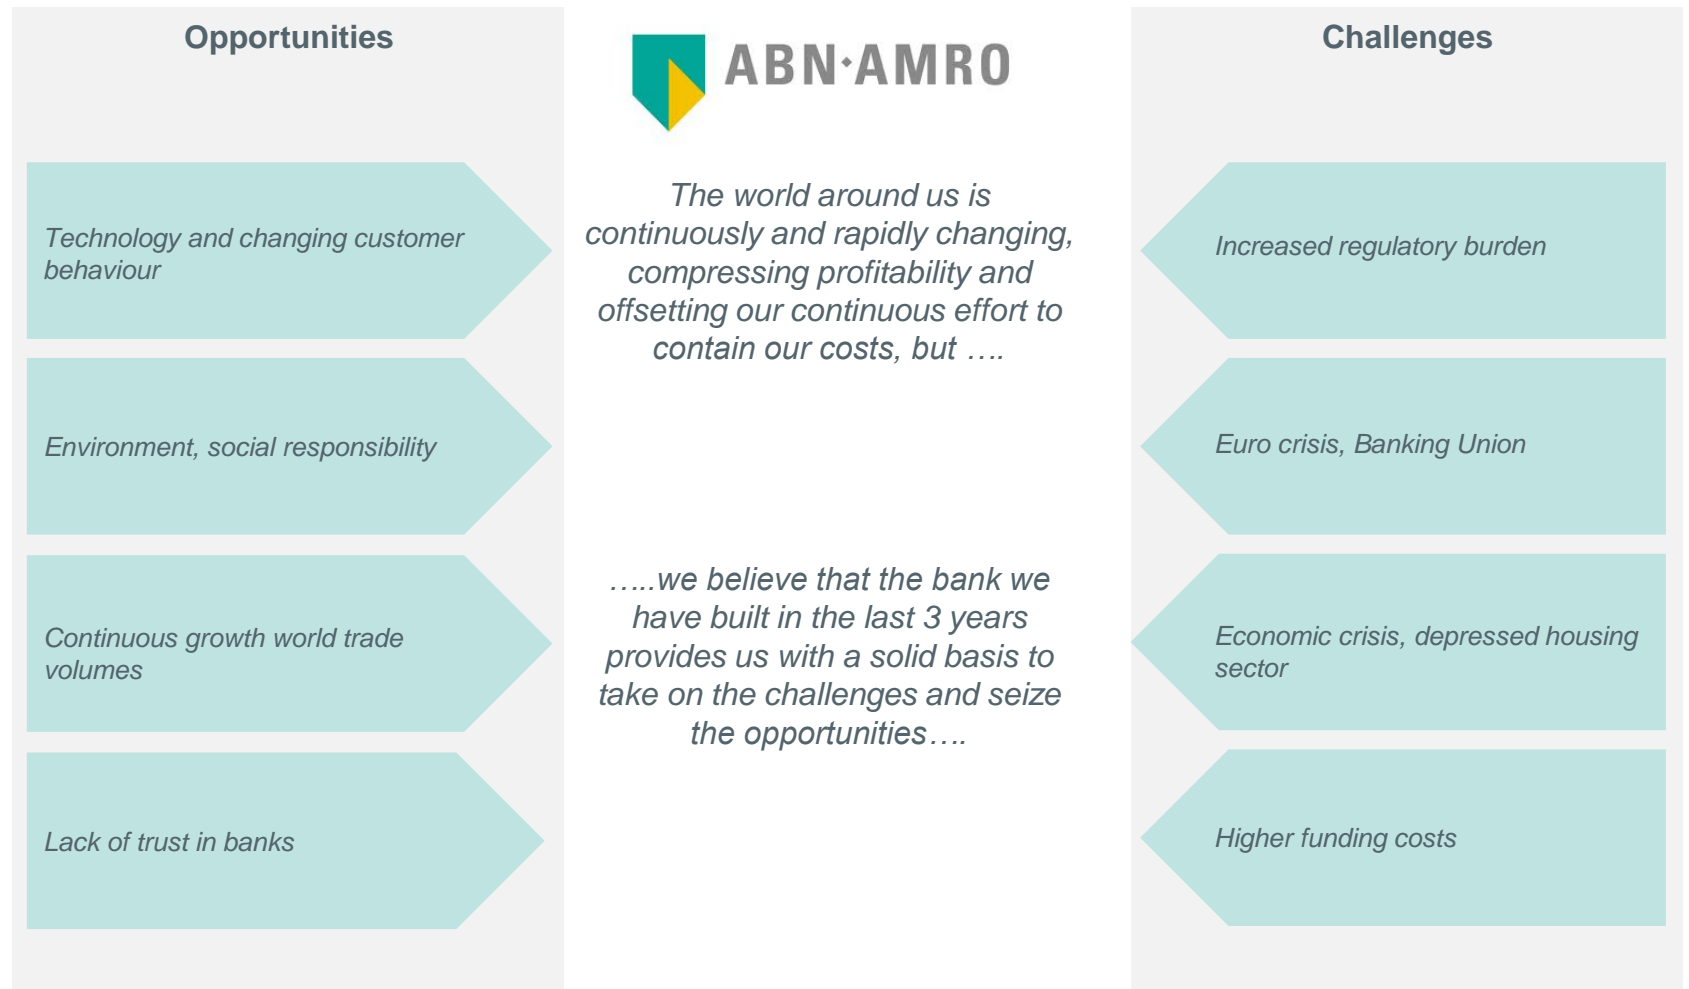 Opportunities
Technology and changing customer
behaviour
Environment, social responsibility
Continuous growth world trade
volumes
Lack of trust in banks
ABN·AMRO
The world around us is
continuously and rapidly changing,
compressing profitability and
offsetting our continuous effort to
contain our costs, but ….
…..we believe that the bank we
have built in the last 3 years
provides us with a solid basis to
take on the challenges and seize
the opportunities….
Challenges
Increased regulatory burden
Euro crisis, Banking Union
Economic crisis, depressed housing
sector
Higher funding costs